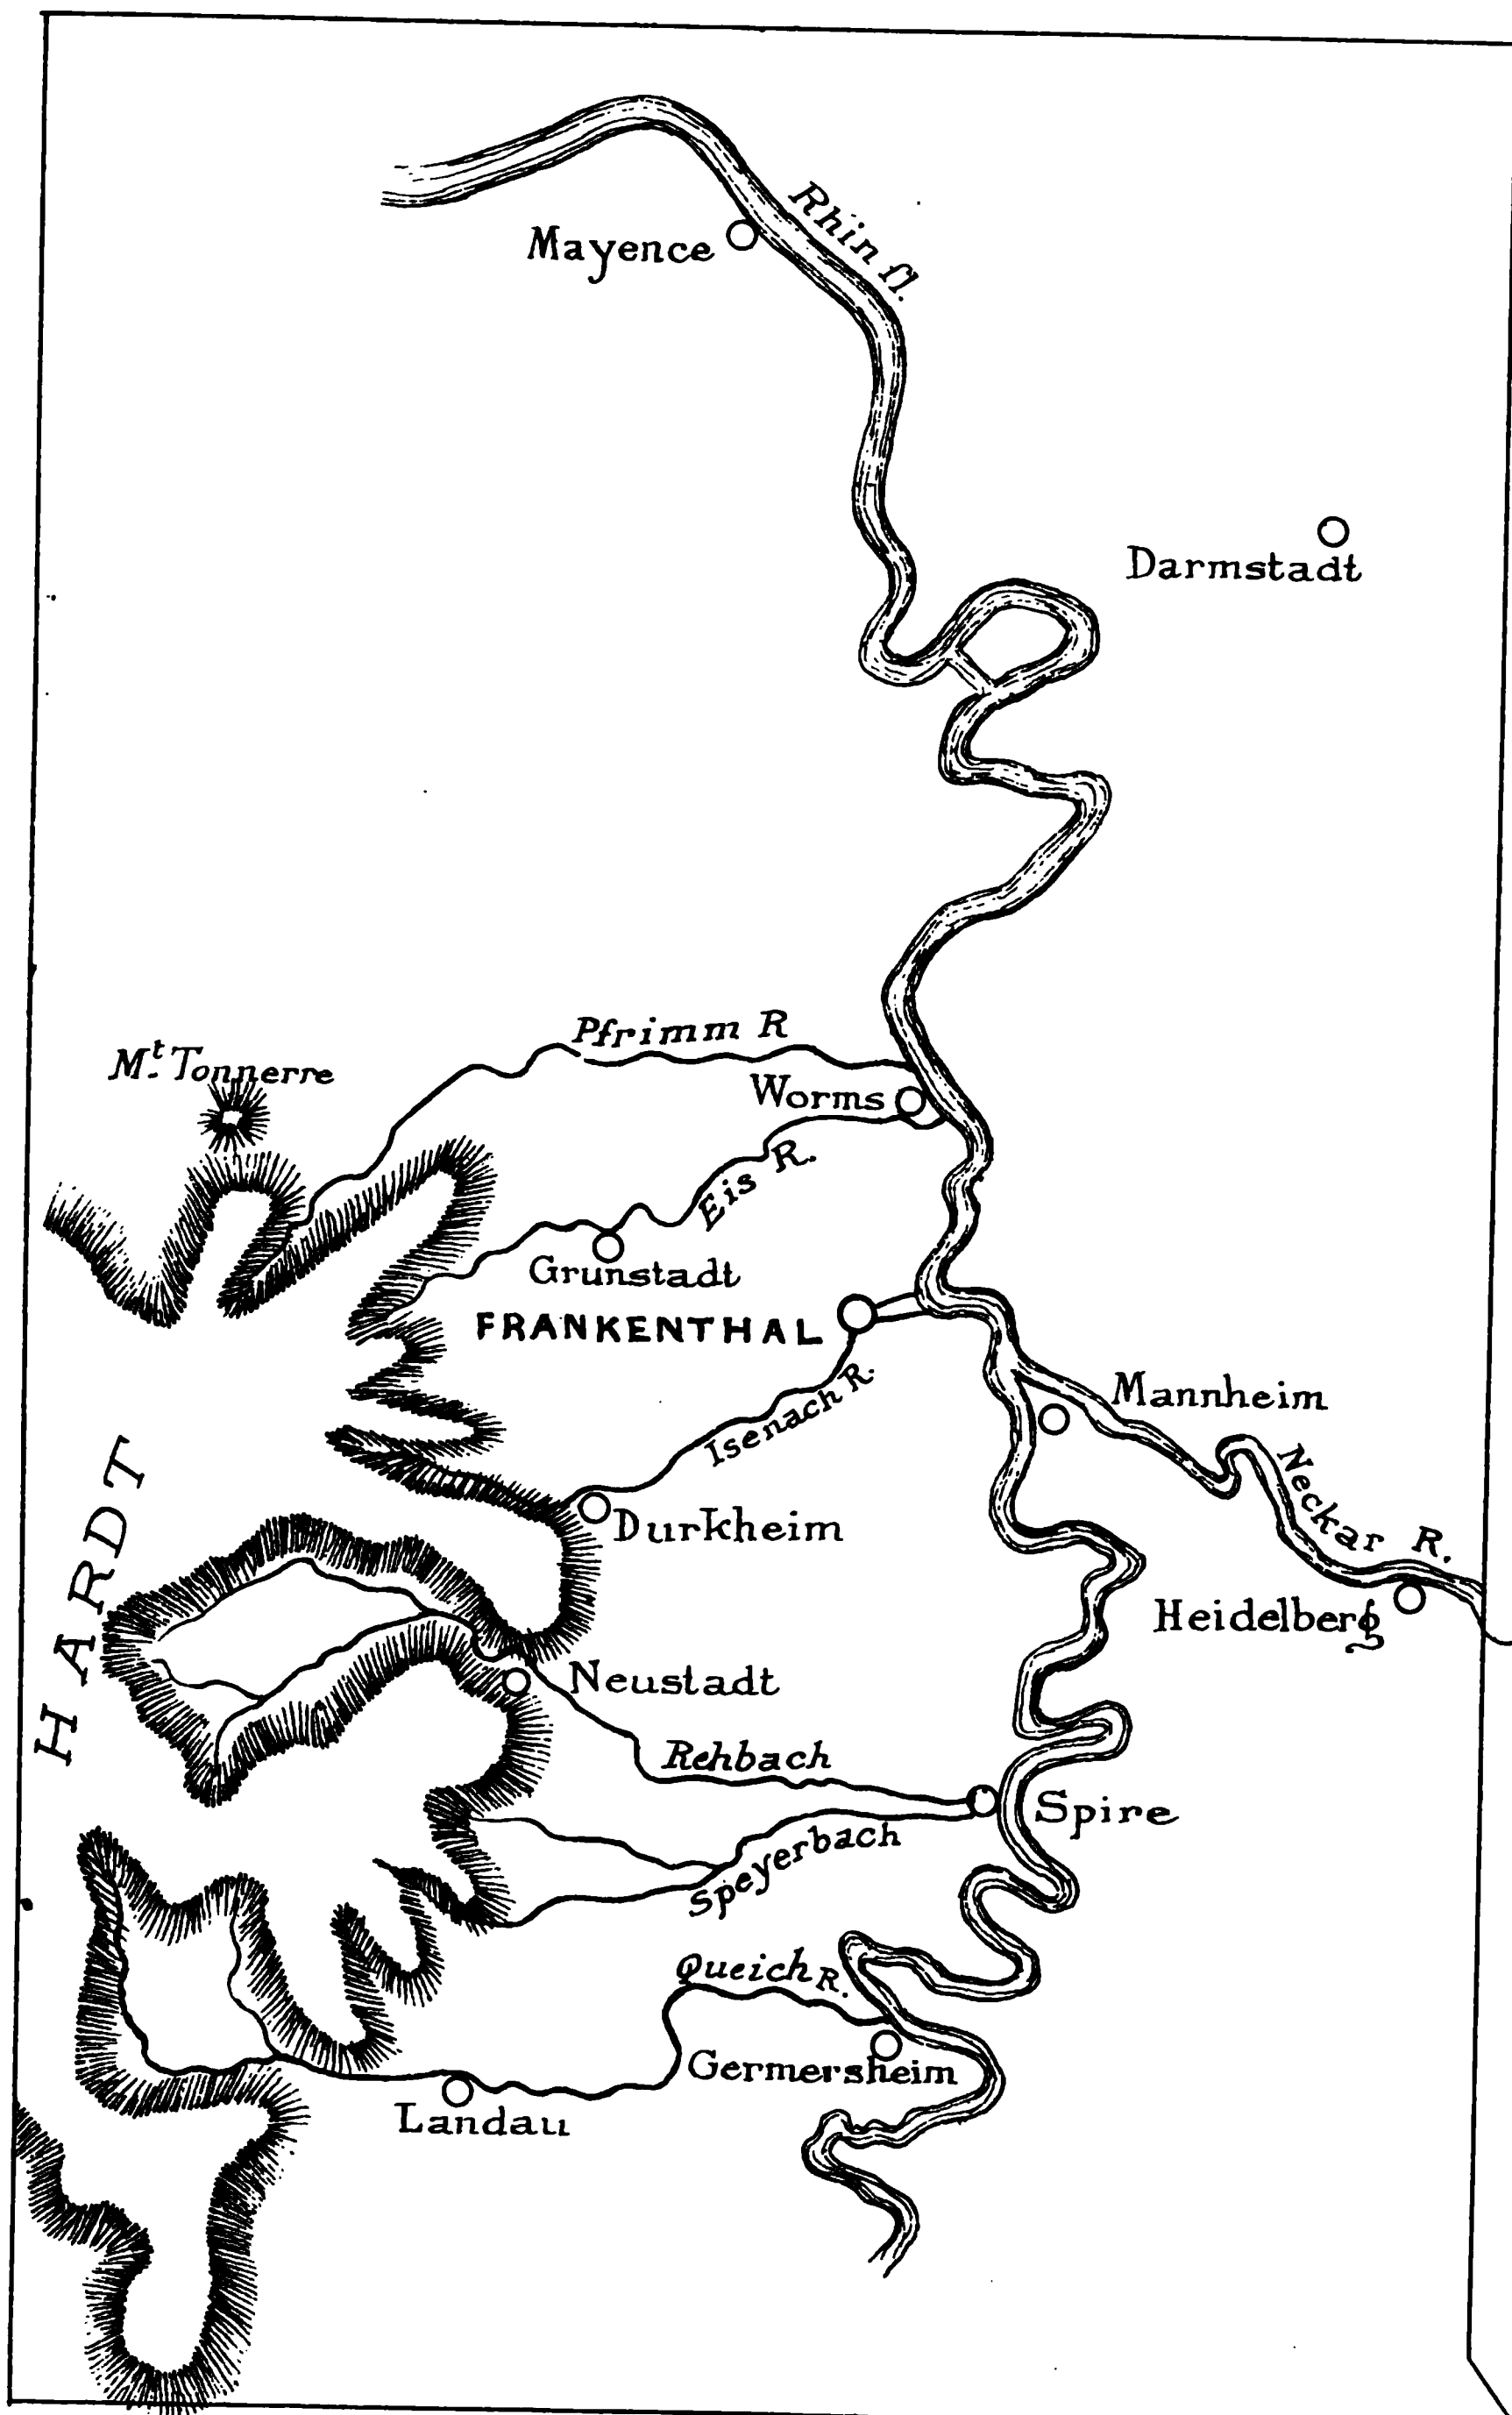 Rhin fl.
Mayence
Darmstadt
Pfrimm R
Mt. Tonnerre
Worms
Eis R.
Grunstadt
FRANKENTHAL
Mannheim
Isenach R.
Neckar R.
HARDT
Durkheim
Heidelberg
Neustadt
Rehbach
Spire
Speyerbach
Queich R.
Germersheim
Landau